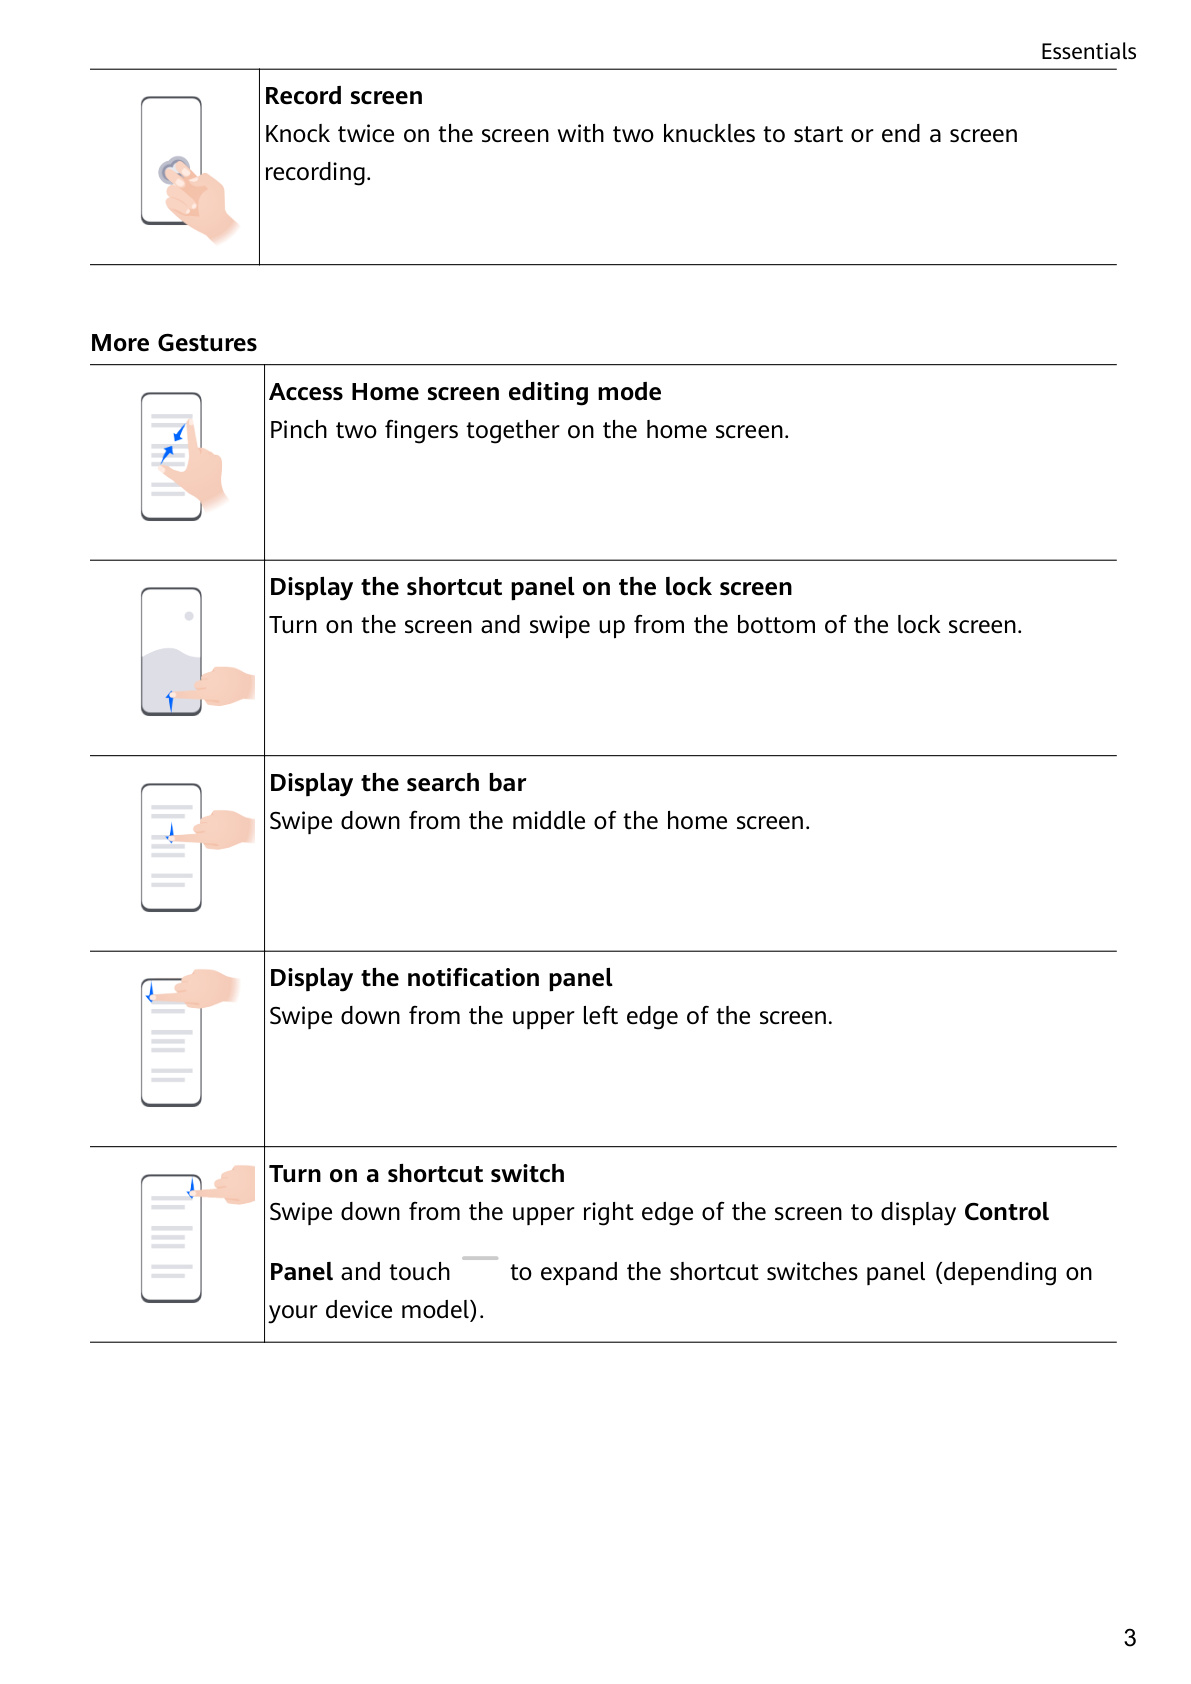 Essentials
Record screen
Knock twice on the screen with two knuckles to start or end a screen
recording.
More Gestures
Access Home screen editing mode
Pinch two fingers together on the home screen.
Display the shortcut panel on the lock screen
Turn on the screen and swipe up from the bottom of the lock screen.
Display the search bar
Swipe down from the middle of the home screen.
Display the notification panel
Swipe down from the upper left edge of the screen.
Turn on a shortcut switch
Swipe down from the upper right edge of the screen to display Control
Panel and touch to expand the shortcut switches panel (depending on
your device model).
3